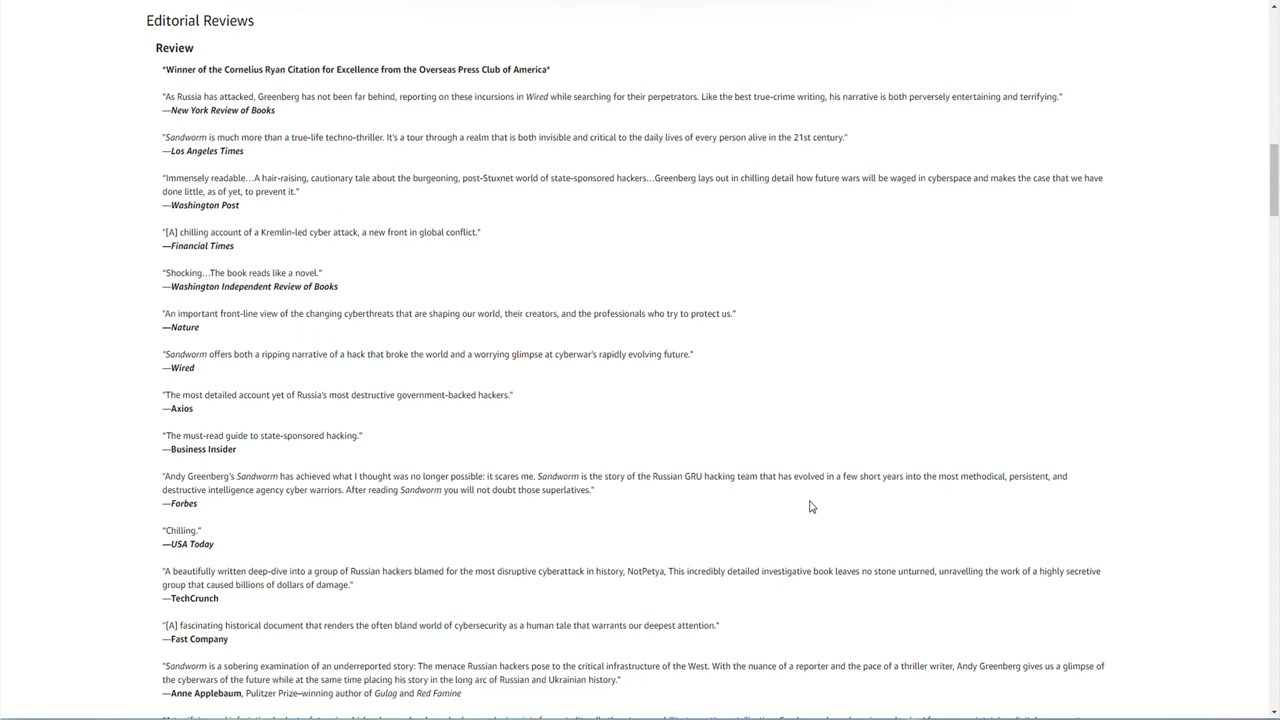 Editorial Reviews
Review
*Winner of the Cornelius Ryan Citation for Excellence from the Overseas Press Club of America*
“As Russia has attacked, Greenberg has not been far behind, reporting on these incursions in Wired while searching for their perpetrators. Like the best true-crime writing, his narrative is both perversely entertaining and terrifying.”
—New York Review of Books
“Sandworm is much more than a true-life techno-thriller. It's a tour through a realm that is both invisible and critical to the daily lives of every person alive in the 21st century.”
—Los Angeles Times
“Immensely readable…A hair-raising, cautionary tale about the burgeoning, post-Stuxnet world of state-sponsored hackers…Greenberg lays out in chilling detail how future wars will be waged in cyberspace and makes the case that we have
done little, as of yet, to prevent it.”
—Washington Post
“[A] chilling account of a Kremlin-led cyber attack, a new front in global conflict.”
—Financial Times
“Shocking…The book reads like a novel.”
—Washington Independent Review of Books
“An important front-line view of the changing cyberthreats that are shaping our world, their creators, and the professionals who try to protect us.”
—Nature
“Sandworm offers both a ripping narrative of a hack that broke the world and a worrying glimpse at cyberwar's rapidly evolving future.”
—Wired
"The most detailed account yet of Russia's most destructive government-backed hackers."
—Axios
"The must-read guide to state-sponsored hacking."
—Business Insider
"Andy Greenberg's Sandworm has achieved what I thought was no longer possible: it scares me. Sandworm is the story of the Russian GRU hacking team that has evolved in a few short years into the most methodical, persistent, and
destructive intelligence agency cyber warriors. After reading Sandworm you will not doubt those superlatives."
—Forbes
“Chilling.”
—USA Today
"A beautifully written deep-dive into a group of Russian hackers blamed for the most disruptive cyberattack in history, NotPetya, This incredibly detailed investigative book leaves no stone unturned, unravelling the work of a highly secretive
group that caused billions of dollars of damage."
—TechCrunch
"[A] fascinating historical document that renders the often bland world of cybersecurity as a human tale that warrants our deepest attention."
—Fast Company
"Sandworm is a sobering examination of an underreported story: The menace Russian hackers pose to the critical infrastructure of the West. With the nuance of a reporter and the pace of a thriller writer, Andy Greenberg gives us a glimpse of
the cyberwars of the future while at the same time placing his story in the long arc of Russian and Ukrainian history."
—Anne Applebaum, Pulitzer Prize–winning author of Gulag and Red Famine